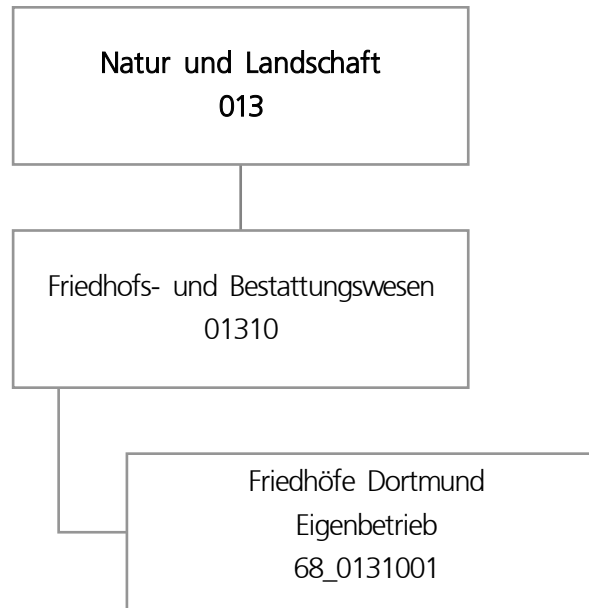 Natur und Landschaft
013
Friedhofs- und Bestattungswesen
01310
Friedhöfe Dortmund
Eigenbetrieb
68_0131001